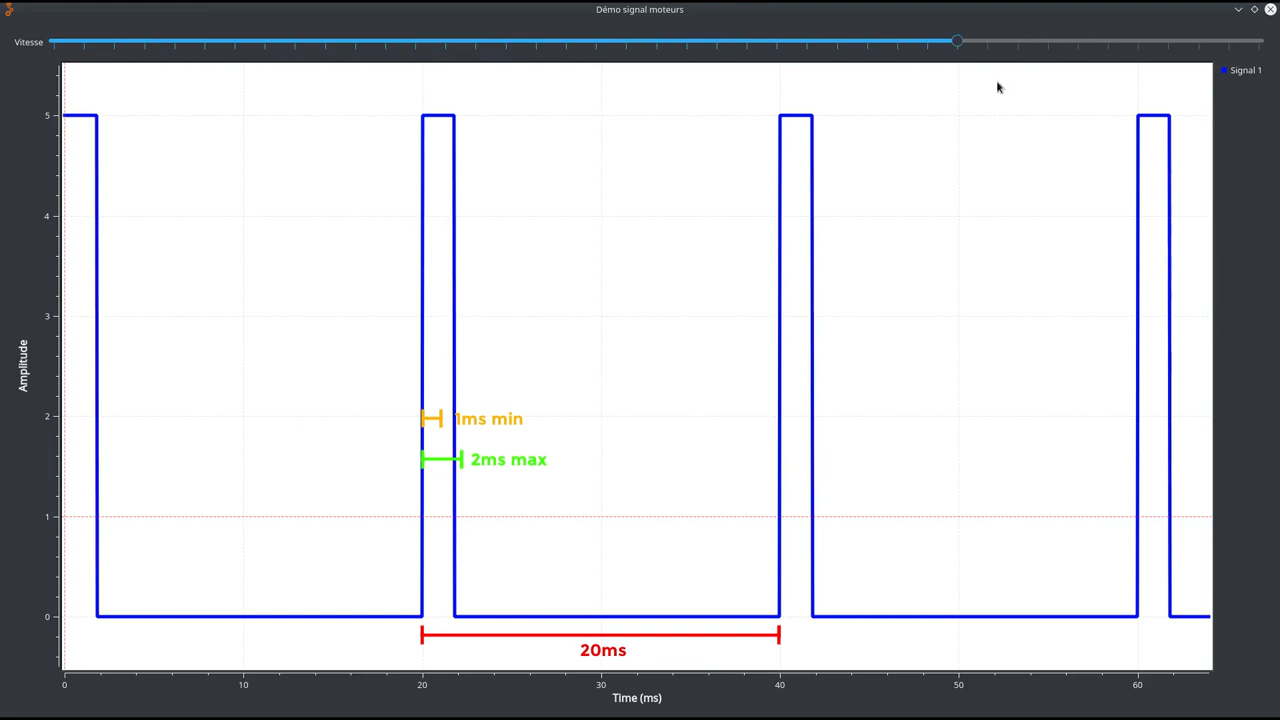 Démo signal moteurs
Vitesse
Signal 1
5
4
3
2
1
0
Amplitude
1ms min
2ms max
20ms
0
10
20
30
40
50
60
Time (ms)